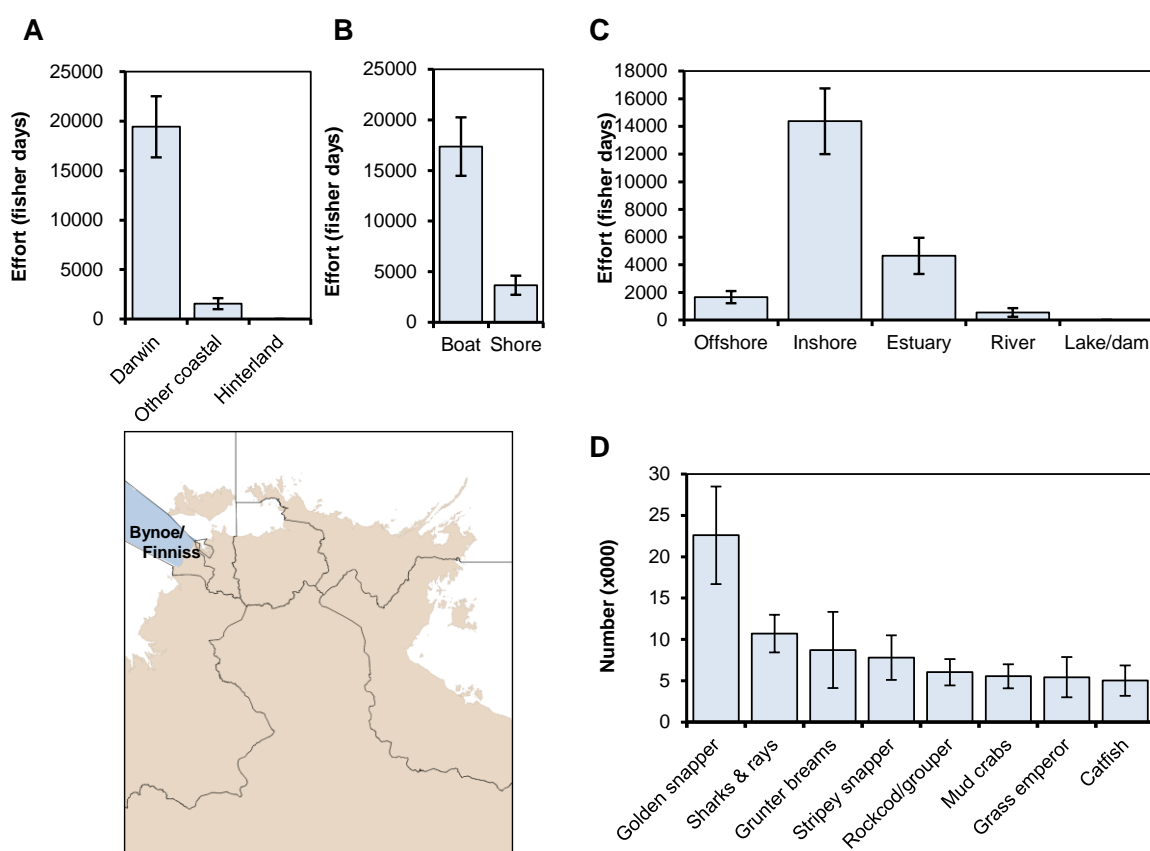 A
Effort (fisher days)
25000
20000
15000
10000
5000
0
Darwin
Other coastal
Hinterland
B
Effort (fisher days)
25000
20000
15000
10000
5000
0
Boat Shore
C
Effort (fisher days)
18000
16000
14000
12000
10000
8000
6000
4000
2000
0
Offshore Inshore Estuary River Lake/dam
Bynoe/
Finniss
D
Number (x000)
30
25
20
15
10
5
0
Golden snapper
Sharks & rays
Grunter breams
Stripey snapper
Rockcod/grouper
Mud crabs
Grass emperor
Catfish